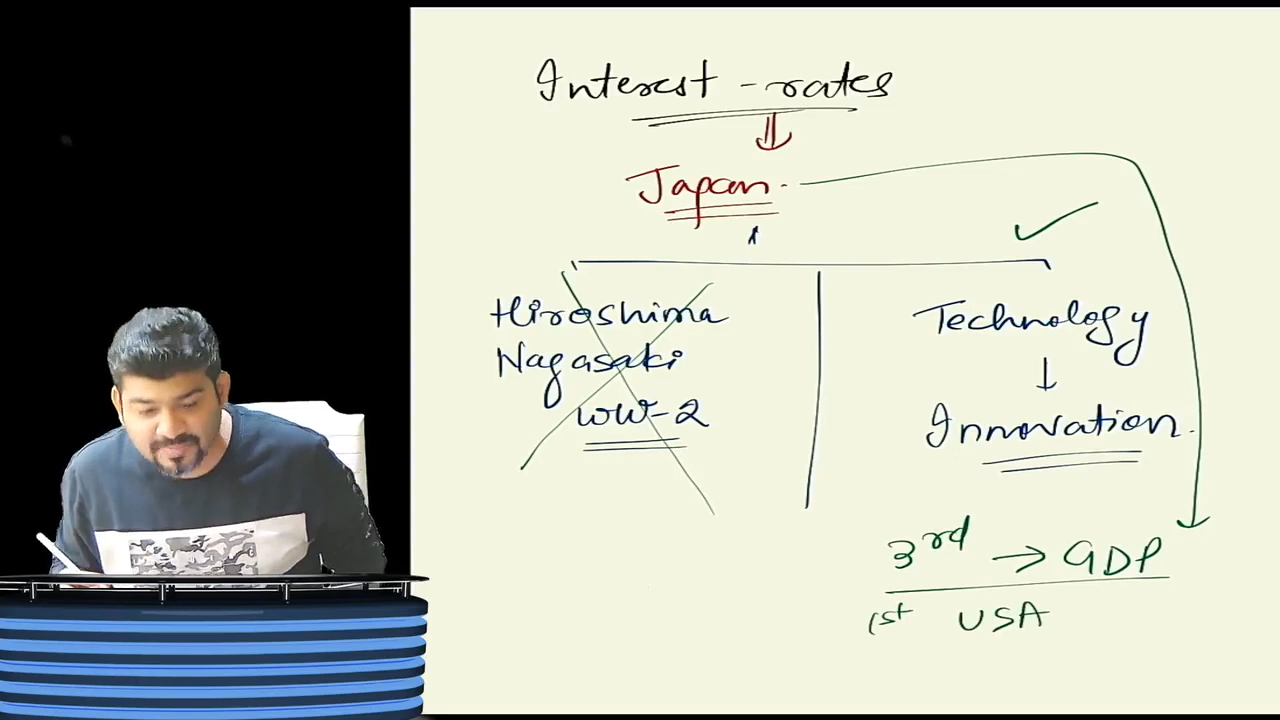 Interest-rates
Japan.
Hiroshima
Nagasaki
WW-2
Technology
Innovation.
3rd → GDP
1st USA